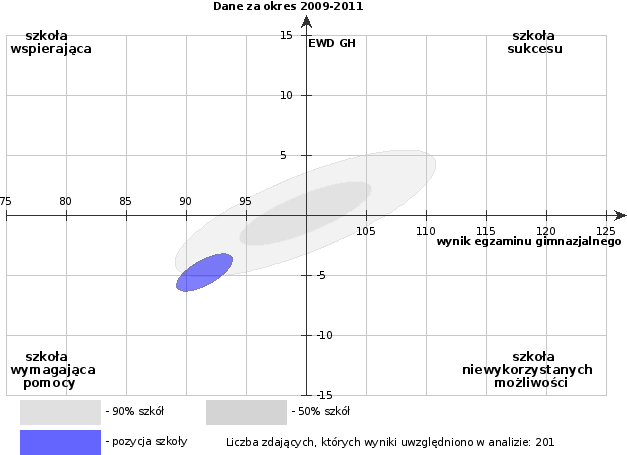 Dane za okres 2009-2011
szkoła
wspierająca
szkoła
sukcesu
EWD GH
15
10
5
75
80
85
90
95
105
110
115
120
125
wynik egzaminu gimnazjalnego
-5
-10
-15
szkoła
wymagająca
pomocy
szkoła
niewykorzystanych
możliwości
- 90% szkół
- 50% szkół
- pozycja szkoły
Liczba zdających, których wyniki uwzględniono w analizie: 201